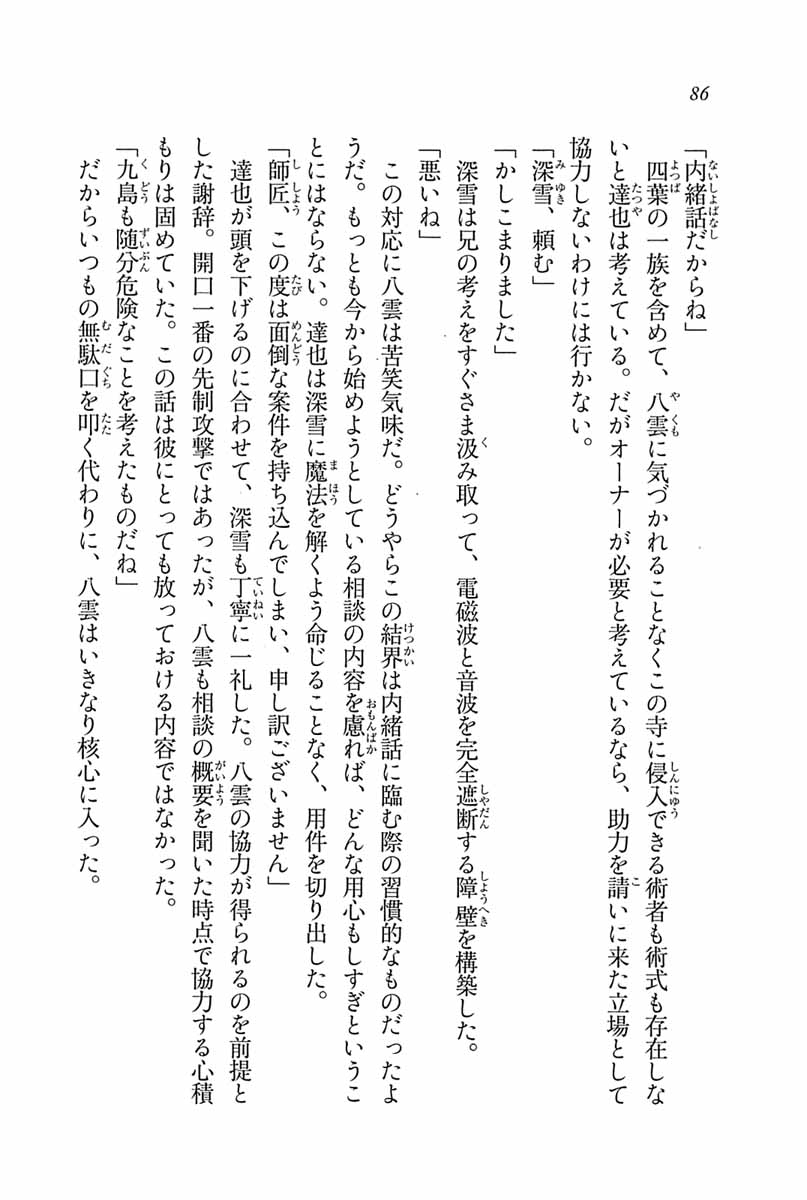 86
「内緒話だからね」
四葉の一族を含めて、八雲に気づかれることなくこの寺に侵入できる術者も術式も存在しな
いと達也は考えている。だがオーナーが必要と考えているなら、助力を請いに来た立場として
協力しないわけには行かない。
「深雪、頼む」
「かしこまりました」
深雪は兄の考えをすぐさま汲み取って、電磁波と音波を完全遮断する障壁を構築した。
「悪いね」
この対応に八雲は苦笑気味だ。どうやらこの結界は内緒話に臨む際の習慣的なものだったよ
うだ。もっとも今から始めようとしている相談の内容を慮れば、どんな用心もしすぎというこ
とにはならない。達也は深雪に魔法を解くよう命じることなく、用件を切り出した。
「師匠、この度は面倒な案件を持ち込んでしまい、申し訳ございません」
達也が頭を下げるのに合わせて、深雪も丁寧に一礼した。八雲の協力が得られるのを前提と
した謝辞。開口一番の先制攻撃ではあったが、八雲も相談の概要を聞いた時点で協力する心積
もりは固めていた。この話は彼にとっても放っておける内容ではなかった。
「九島も随分危険なことを考えたものだね」
だからいつもの無駄口を叩く代わりに、八雲はいきなり核心に入った。